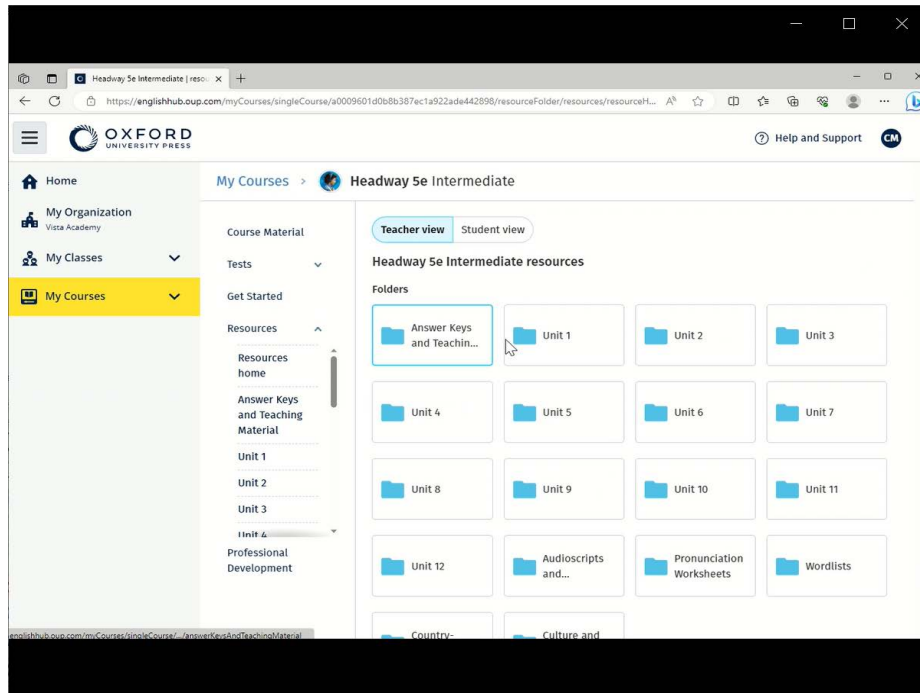 Headway 5e Intermediate | reso
https://englishhub.oup.com/myCourses/singleCourse/a0009601d0b8b387ec1a922ade442898/resourceFolder/resources/resourceH...
OXFORD
UNIVERSITY PRESS
Help and Support
CM
Home
My Organization
Vista Academy
My Classes
My Courses
My Courses > Headway 5e Intermediate
Course Material
Tests
Get Started
Resources
Resources
home
Answer Keys
and Teaching
Material
Unit 1
Unit 2
Unit 3
Unit 4
Professional
Development
Teacher view
Student view
Headway 5e Intermediate resources
Folders
Answer Keys
and Teachin...
Unit 1
Unit 2
Unit 3
Unit 4
Unit 5
Unit 6
Unit 7
Unit 8
Unit 9
Unit 10
Unit 11
Unit 12
Audioscripts
and...
Pronunciation
Worksheets
Wordlists
Country-
Culture and
englishhub.oup.com/myCourses/singleCourse/.../answerKeysAndTeachingMaterial